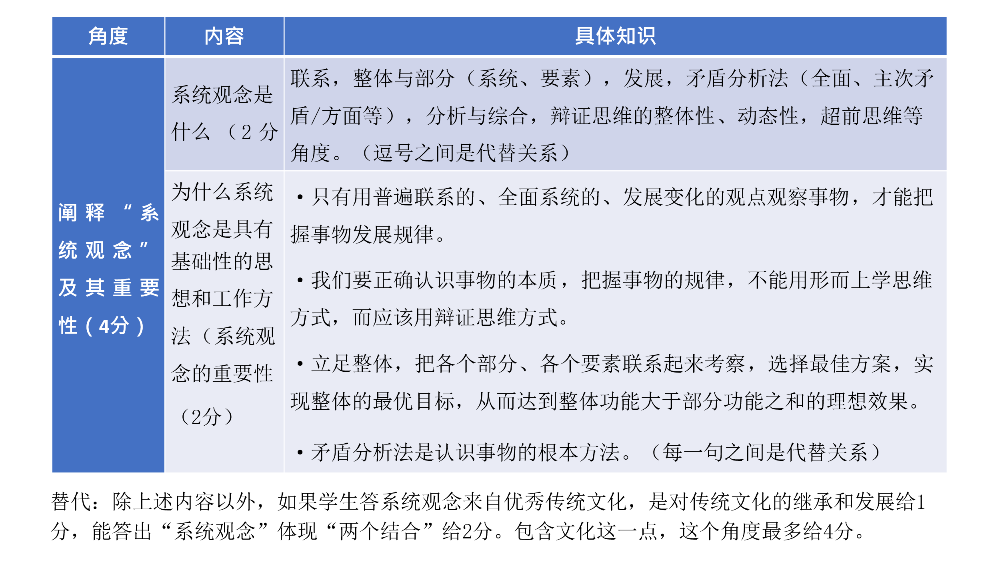 角度
内容
具体知识
阐释“系
统观念”
及其重要
性(4分)
系统观念是
什么（2分
联系，整体与部分（系统、要素），发展，矛盾分析法（全面、主次矛
盾/方面等），分析与综合，辩证思维的整体性、动态性，超前思维等
角度。（逗号之间是代替关系）
为什么系统
观念是具有
基础性的思
想和工作方
法（系统观
念的重要性
（2分）
·只有用普遍联系的、全面系统的、发展变化的观点观察事物，才能把
握事物发展规律。
·我们要正确认识事物的本质，把握事物的规律，不能用形而上学思维
方式，而应该用辩证思维方式。
·立足整体，把各个部分、各个要素联系起来考察，选择最佳方案，实
现整体的最优目标，从而达到整体功能大于部分功能之和的理想效果。
·矛盾分析法是认识事物的根本方法。（每一句之间是代替关系）
替代：除上述内容以外，如果学生答系统观念来自优秀传统文化，是对传统文化的继承和发展给1
分，能答出“系统观念”体现“两个结合”给2分。包含文化这一点，这个角度最多给4分。